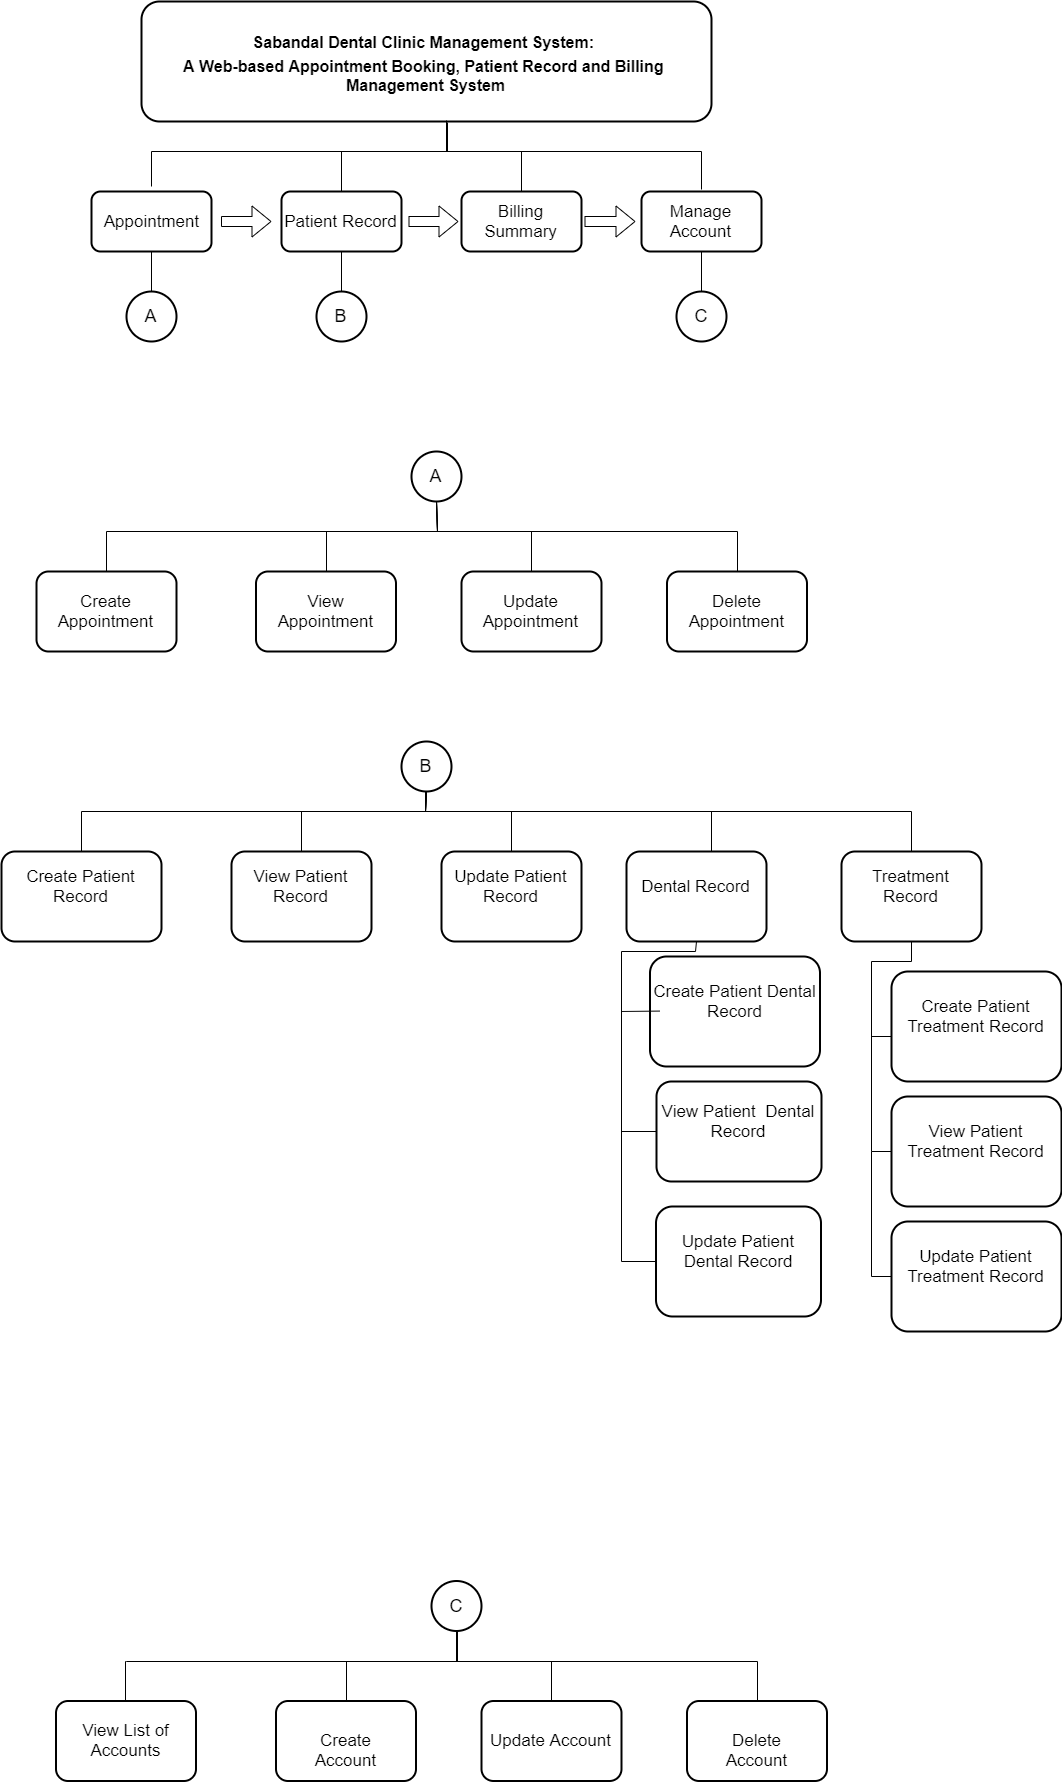 Sabandal Dental Clinic Management System:
A Web-based Appointment Booking, Patient Record and Billing
Management System
Appointment
Patient Record
Billing
Summary
Manage
Account
A
B
C
A
Create
Appointment
View
Appointment
Update
Appointment
Delete
Appointment
B
Create Patient
Record
View Patient
Record
Update Patient
Record
Dental Record
Treatment
Record
Create Patient Dental
Record
View Patient  Dental
Record
Update Patient
Dental Record
Create Patient
Treatment Record
View Patient
Treatment Record
Update Patient
Treatment Record
C
View List of
Accounts
Create
Account
Update Account
Delete
Account